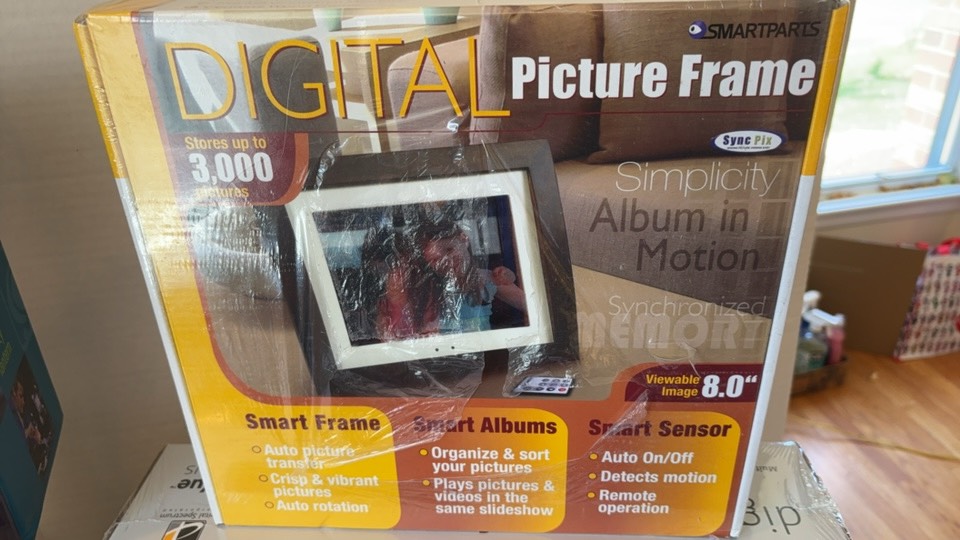 SMARTPARTS
DIGITAL Picture Frame
Stores up to
3,000
pictures
Sync Pix
Simplicity
Album in
Motion
Synchronized
MEMORY
Viewable
Image 8.0"
Smart Frame
Auto picture
transfer
Crisp & vibrant
pictures
Auto rotation
Smart Albums
Organize & sort
your pictures
Plays pictures &
videos in the
same slideshow
Smart Sensor
Auto On/Off
Detects motion
Remote
operation